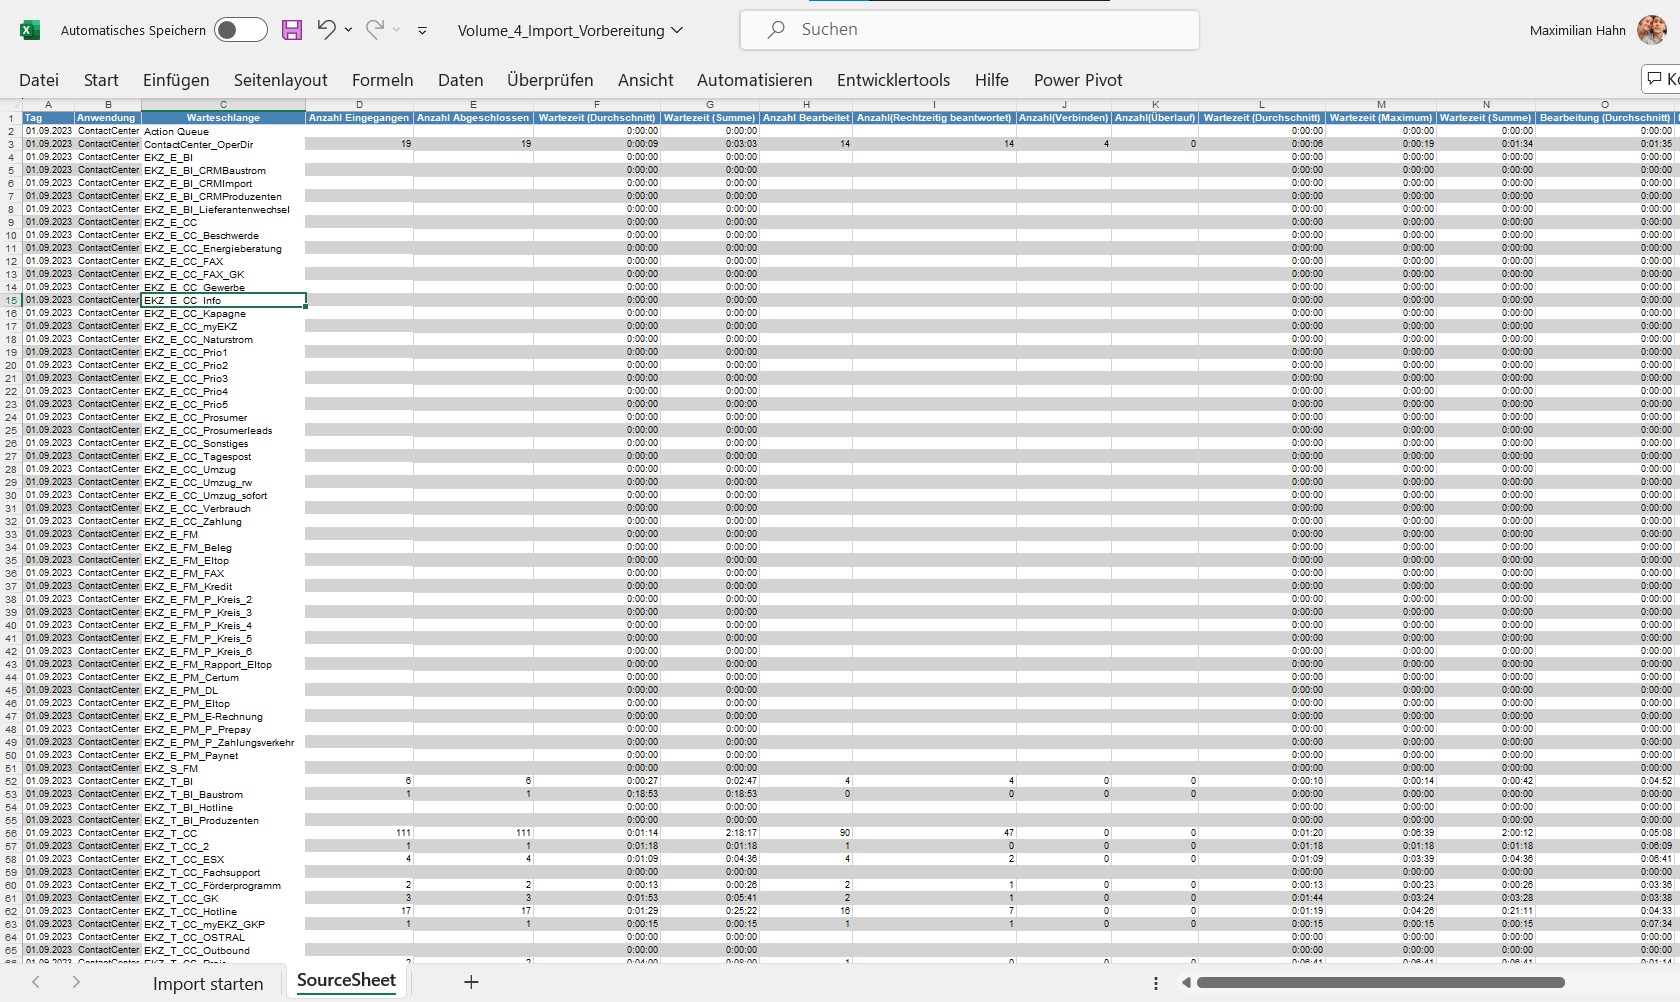 Automatisches Speichern Volume_4_Import_Vorbereitung Suchen Maximilian Hahn
Datei Start Einfügen Seitenlayout Formeln Daten Überprüfen Ansicht Automatisieren Entwicklertools Hilfe Power Pivot
A B C D E F G H I J K L M N O
1 Tag Anwendung Warteschlange Anzahl Eingegangen Anzahl Abgeschlossen Wartezeit (Durchschnitt) Wartezeit (Summe) Anzahl Bearbeitet Anzahl(Rechtzeitig beantwortet) Anzahl(Verbinden) Anzahl(Überlauf) Wartezeit (Durchschnitt) Wartezeit (Maximum) Wartezeit (Summe) Bearbeitung (Durchschnitt)
2 01.09.2023 ContactCenter Action Queue 0:00:00 0:00:00 0:00:00 0:00:00 0:00:00 0:00:00
3 01.09.2023 ContactCenter ContactCenter_OperDir 19 19 0:00:09 0:03:03 14 14 4 0 0:00:06 0:00:19 0:01:34 0:01:35
4 01.09.2023 ContactCenter EKZ_E_BI 0:00:00 0:00:00 0:00:00 0:00:00 0:00:00 0:00:00
5 01.09.2023 ContactCenter EKZ_E_BI_CRMBaustrom 0:00:00 0:00:00 0:00:00 0:00:00 0:00:00 0:00:00
6 01.09.2023 ContactCenter EKZ_E_BI_CRMImport 0:00:00 0:00:00 0:00:00 0:00:00 0:00:00 0:00:00
7 01.09.2023 ContactCenter EKZ_E_BI_CRMProduzenten 0:00:00 0:00:00 0:00:00 0:00:00 0:00:00 0:00:00
8 01.09.2023 ContactCenter EKZ_E_BI_Lieferantenwechsel 0:00:00 0:00:00 0:00:00 0:00:00 0:00:00 0:00:00
9 01.09.2023 ContactCenter EKZ_E_CC 0:00:00 0:00:00 0:00:00 0:00:00 0:00:00 0:00:00
10 01.09.2023 ContactCenter EKZ_E_CC_Beschwerde 0:00:00 0:00:00 0:00:00 0:00:00 0:00:00 0:00:00
11 01.09.2023 ContactCenter EKZ_E_CC_Energieberatung 0:00:00 0:00:00 0:00:00 0:00:00 0:00:00 0:00:00
12 01.09.2023 ContactCenter EKZ_E_CC_FAX 0:00:00 0:00:00 0:00:00 0:00:00 0:00:00 0:00:00
13 01.09.2023 ContactCenter EKZ_E_CC_FAX_GK 0:00:00 0:00:00 0:00:00 0:00:00 0:00:00 0:00:00
14 01.09.2023 ContactCenter EKZ_E_CC_Gewerbe 0:00:00 0:00:00 0:00:00 0:00:00 0:00:00 0:00:00
15 01.09.2023 ContactCenter EKZ_E_CC_Info 0:00:00 0:00:00 0:00:00 0:00:00 0:00:00 0:00:00
16 01.09.2023 ContactCenter EKZ_E_CC_Kapagne 0:00:00 0:00:00 0:00:00 0:00:00 0:00:00 0:00:00
17 01.09.2023 ContactCenter EKZ_E_CC_myEKZ 0:00:00 0:00:00 0:00:00 0:00:00 0:00:00 0:00:00
18 01.09.2023 ContactCenter EKZ_E_CC_Naturstrom 0:00:00 0:00:00 0:00:00 0:00:00 0:00:00 0:00:00
19 01.09.2023 ContactCenter EKZ_E_CC_Prio1 0:00:00 0:00:00 0:00:00 0:00:00 0:00:00 0:00:00
20 01.09.2023 ContactCenter EKZ_E_CC_Prio2 0:00:00 0:00:00 0:00:00 0:00:00 0:00:00 0:00:00
21 01.09.2023 ContactCenter EKZ_E_CC_Prio3 0:00:00 0:00:00 0:00:00 0:00:00 0:00:00 0:00:00
22 01.09.2023 ContactCenter EKZ_E_CC_Prio4 0:00:00 0:00:00 0:00:00 0:00:00 0:00:00 0:00:00
23 01.09.2023 ContactCenter EKZ_E_CC_Prio5 0:00:00 0:00:00 0:00:00 0:00:00 0:00:00 0:00:00
24 01.09.2023 ContactCenter EKZ_E_CC_Prosumer 0:00:00 0:00:00 0:00:00 0:00:00 0:00:00 0:00:00
25 01.09.2023 ContactCenter EKZ_E_CC_Prosumerleads 0:00:00 0:00:00 0:00:00 0:00:00 0:00:00 0:00:00
26 01.09.2023 ContactCenter EKZ_E_CC_Sonstiges 0:00:00 0:00:00 0:00:00 0:00:00 0:00:00 0:00:00
27 01.09.2023 ContactCenter EKZ_E_CC_Tagespost 0:00:00 0:00:00 0:00:00 0:00:00 0:00:00 0:00:00
28 01.09.2023 ContactCenter EKZ_E_CC_Umzug 0:00:00 0:00:00 0:00:00 0:00:00 0:00:00 0:00:00
29 01.09.2023 ContactCenter EKZ_E_CC_Umzug_rw 0:00:00 0:00:00 0:00:00 0:00:00 0:00:00 0:00:00
30 01.09.2023 ContactCenter EKZ_E_CC_Umzug_sofort 0:00:00 0:00:00 0:00:00 0:00:00 0:00:00 0:00:00
31 01.09.2023 ContactCenter EKZ_E_CC_Verbrauch 0:00:00 0:00:00 0:00:00 0:00:00 0:00:00 0:00:00
32 01.09.2023 ContactCenter EKZ_E_CC_Zahlung 0:00:00 0:00:00 0:00:00 0:00:00 0:00:00 0:00:00
33 01.09.2023 ContactCenter EKZ_E_FM 0:00:00 0:00:00 0:00:00 0:00:00 0:00:00 0:00:00
34 01.09.2023 ContactCenter EKZ_E_FM_Beleg 0:00:00 0:00:00 0:00:00 0:00:00 0:00:00 0:00:00
35 01.09.2023 ContactCenter EKZ_E_FM_Eltop 0:00:00 0:00:00 0:00:00 0:00:00 0:00:00 0:00:00
36 01.09.2023 ContactCenter EKZ_E_FM_FAX 0:00:00 0:00:00 0:00:00 0:00:00 0:00:00 0:00:00
37 01.09.2023 ContactCenter EKZ_E_FM_Kredit 0:00:00 0:00:00 0:00:00 0:00:00 0:00:00 0:00:00
38 01.09.2023 ContactCenter EKZ_E_FM_P_Kreis_2 0:00:00 0:00:00 0:00:00 0:00:00 0:00:00 0:00:00
39 01.09.2023 ContactCenter EKZ_E_FM_P_Kreis_3 0:00:00 0:00:00 0:00:00 0:00:00 0:00:00 0:00:00
40 01.09.2023 ContactCenter EKZ_E_FM_P_Kreis_4 0:00:00 0:00:00 0:00:00 0:00:00 0:00:00 0:00:00
41 01.09.2023 ContactCenter EKZ_E_FM_P_Kreis_5 0:00:00 0:00:00 0:00:00 0:00:00 0:00:00 0:00:00
42 01.09.2023 ContactCenter EKZ_E_FM_P_Kreis_6 0:00:00 0:00:00 0:00:00 0:00:00 0:00:00 0:00:00
43 01.09.2023 ContactCenter EKZ_E_FM_Rapport_Eltop 0:00:00 0:00:00 0:00:00 0:00:00 0:00:00 0:00:00
44 01.09.2023 ContactCenter EKZ_E_PM_Certum 0:00:00 0:00:00 0:00:00 0:00:00 0:00:00 0:00:00
45 01.09.2023 ContactCenter EKZ_E_PM_DL 0:00:00 0:00:00 0:00:00 0:00:00 0:00:00 0:00:00
46 01.09.2023 ContactCenter EKZ_E_PM_Eltop 0:00:00 0:00:00 0:00:00 0:00:00 0:00:00 0:00:00
47 01.09.2023 ContactCenter EKZ_E_PM_E-Rechnung 0:00:00 0:00:00 0:00:00 0:00:00 0:00:00 0:00:00
48 01.09.2023 ContactCenter EKZ_E_PM_P_Prepay 0:00:00 0:00:00 0:00:00 0:00:00 0:00:00 0:00:00
49 01.09.2023 ContactCenter EKZ_E_PM_P_Zahlungsverkehr 0:00:00 0:00:00 0:00:00 0:00:00 0:00:00 0:00:00
50 01.09.2023 ContactCenter EKZ_E_PM_Paynet 0:00:00 0:00:00 0:00:00 0:00:00 0:00:00 0:00:00
51 01.09.2023 ContactCenter EKZ_S_FM 0:00:00 0:00:00 0:00:00 0:00:00 0:00:00 0:00:00
52 01.09.2023 ContactCenter EKZ_T_BI 6 6 0:00:27 0:02:47 4 4 0 0 0:00:10 0:00:14 0:00:42 0:04:52
53 01.09.2023 ContactCenter EKZ_T_BI_Baustrom 1 1 0:18:53 0:18:53 0 0 0 0 0:00:00 0:00:00 0:00:00 0:00:00
54 01.09.2023 ContactCenter EKZ_T_BI_Hotline 0:00:00 0:00:00 0:00:00 0:00:00 0:00:00 0:00:00
55 01.09.2023 ContactCenter EKZ_T_BI_Produzenten 0:00:00 0:00:00 0:00:00 0:00:00 0:00:00 0:00:00
56 01.09.2023 ContactCenter EKZ_T_CC 111 111 0:01:14 2:18:17 90 47 0 0 0:01:20 0:06:39 2:00:12 0:05:08
57 01.09.2023 ContactCenter EKZ_T_CC_2 1 1 0:01:18 0:01:18 1 0 0 0 0:01:18 0:01:18 0:01:18 0:06:09
58 01.09.2023 ContactCenter EKZ_T_CC_ESX 4 4 0:01:09 0:04:36 4 2 0 0 0:01:09 0:03:39 0:04:36 0:06:41
59 01.09.2023 ContactCenter EKZ_T_CC_Fachsupport 0:00:00 0:00:00 0:00:00 0:00:00 0:00:00 0:00:00
60 01.09.2023 ContactCenter EKZ_T_CC_Förderprogramm 2 2 0:00:13 0:00:26 2 1 0 0 0:00:13 0:00:23 0:00:26 0:03:36
61 01.09.2023 ContactCenter EKZ_T_CC_GK 3 3 0:01:53 0:05:41 2 1 0 0 0:01:44 0:03:24 0:03:28 0:03:38
62 01.09.2023 ContactCenter EKZ_T_CC_Hotline 17 17 0:01:29 0:25:22 16 7 0 0 0:01:19 0:04:26 0:21:11 0:04:33
63 01.09.2023 ContactCenter EKZ_T_CC_myEKZ_GKP 1 1 0:00:15 0:00:15 1 1 0 0 0:00:15 0:00:15 0:00:15 0:07:34
64 01.09.2023 ContactCenter EKZ_T_CC_OSTRAL 0:00:00 0:00:00 0:00:00 0:00:00 0:00:00 0:00:00
65 01.09.2023 ContactCenter EKZ_T_CC_Outbound 0:00:00 0:00:00 0:00:00 0:00:00 0:00:00 0:00:00
Import starten SourceSheet